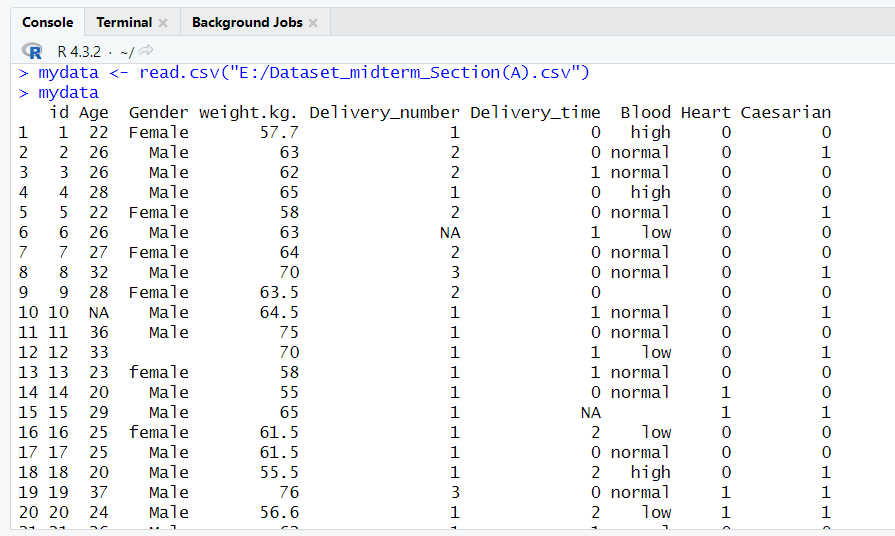 Console Terminal Background Jobs
R 4.3.2 · ~/
> mydata <- read.csv("E:/Dataset_midterm_Section(A).csv")
> mydata
id Age Gender weight.kg. Delivery_number Delivery_time Blood Heart Caesarian
1 1 22 Female 57.7 1 0 high 0 0
2 2 26 Male 63 2 0 normal 0 1
3 3 26 Male 62 2 1 normal 0 0
4 4 28 Male 65 1 0 high 0 0
5 5 22 Female 58 2 0 normal 0 1
6 6 26 Male 63 NA 1 low 0 0
7 7 27 Female 64 2 0 normal 0 0
8 8 32 Male 70 3 0 normal 0 1
9 9 28 Female 63.5 2 0 0 0
10 10 NA Male 64.5 1 1 normal 0 1
11 11 36 Male 75 1 0 normal 0 0
12 12 33 70 1 1 low 0 1
13 13 23 female 58 1 1 normal 0 0
14 14 20 Male 55 1 0 normal 1 0
15 15 29 Male 65 1 NA 1 1
16 16 25 female 61.5 1 2 low 0 0
17 17 25 Male 61.5 1 0 normal 0 0
18 18 20 Male 55.5 1 2 high 0 1
19 19 37 Male 76 3 0 normal 1 1
20 20 24 Male 56.6 1 2 low 1 1